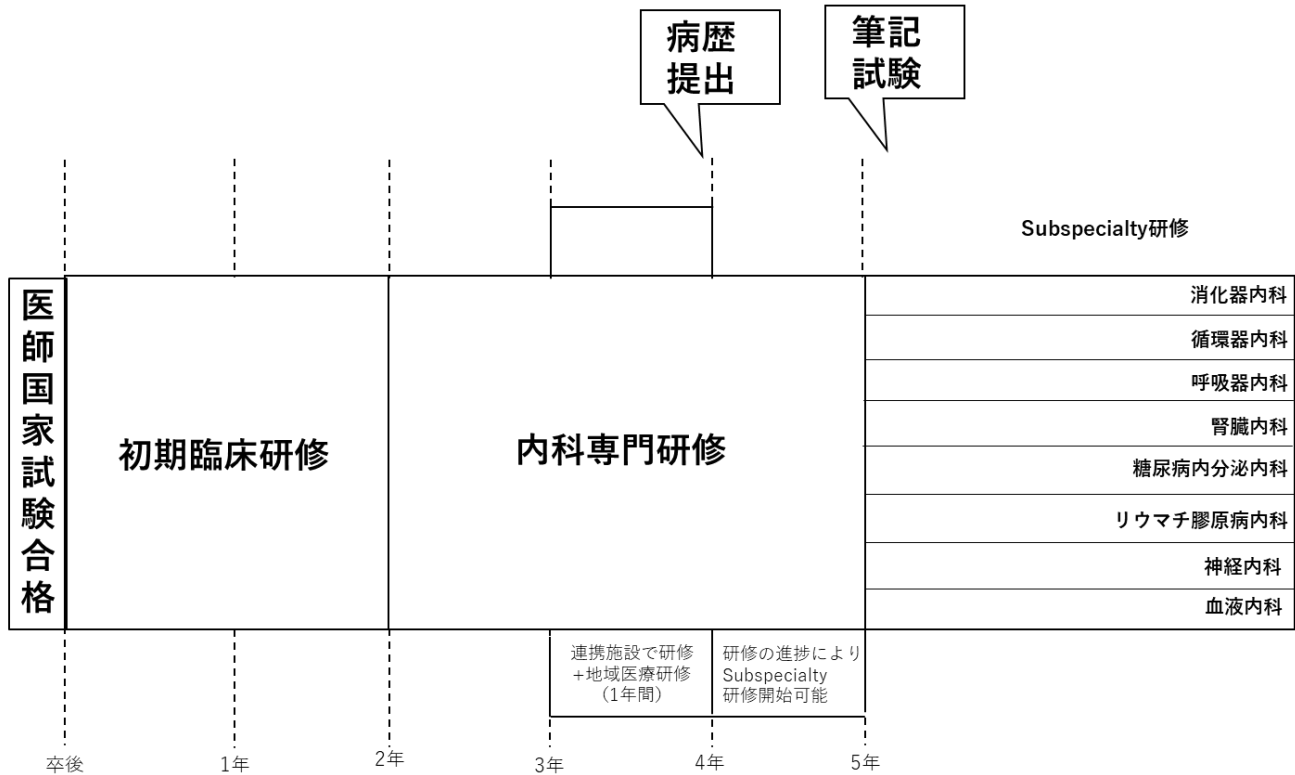 病歴
提出
筆記
試験
Subspecialty研修
医師国家試験合格
初期臨床研修
内科専門研修
消化器内科
循環器内科
呼吸器内科
腎臓内科
糖尿病内分泌内科
リウマチ膠原病内科
神経内科
血液内科
連携施設で研修
+地域医療研修
（1年間）
研修の進捗により
Subspecialty
研修開始可能
卒後
1年
2年
3年
4年
5年